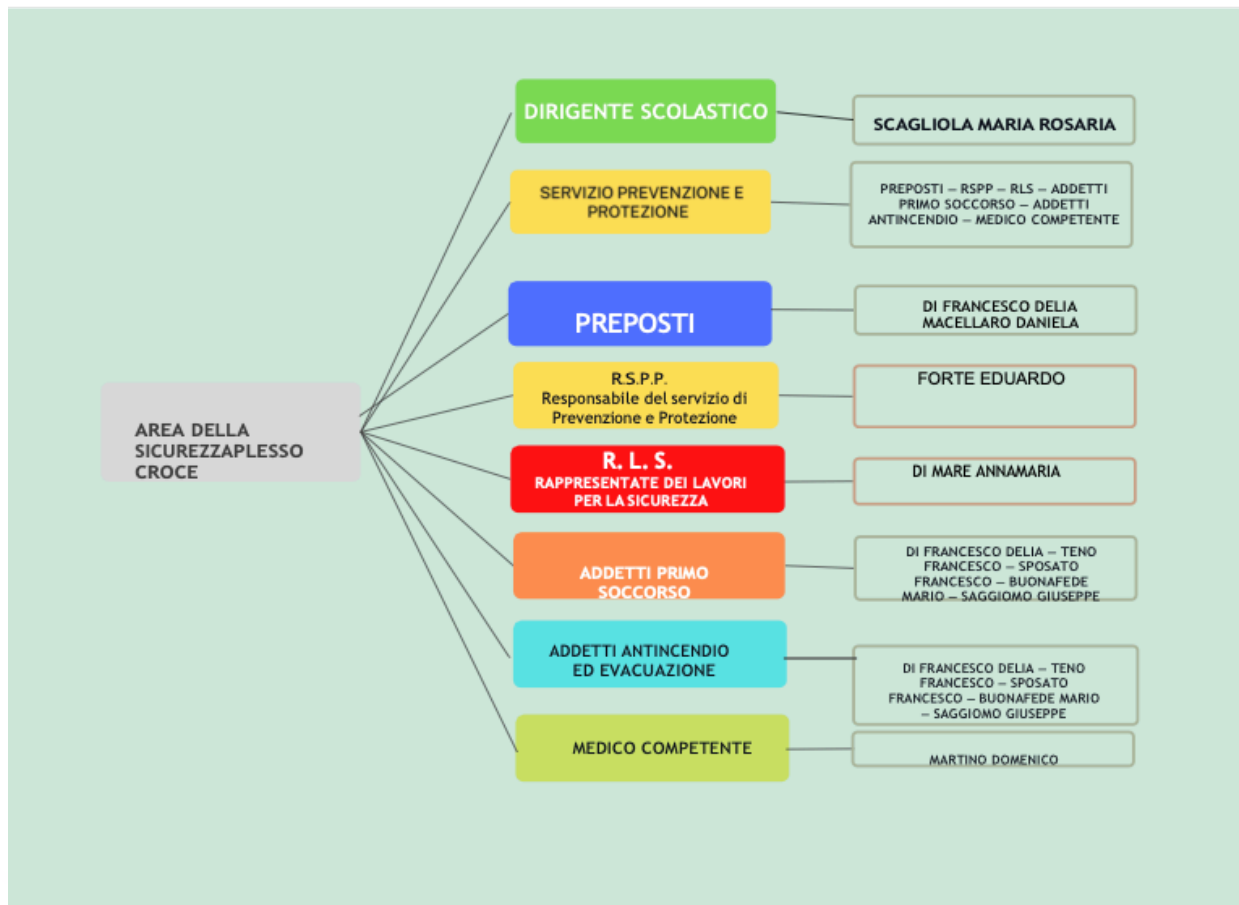 DIRIGENTE SCOLASTICO
SCAGLIOLA MARIA ROSARIA
SERVIZIO PREVENZIONE E
PROTEZIONE
PREPOSTI – RSPP – RLS – ADDETTI
PRIMO SOCCORSO – ADDETTI
ANTINCENDIO – MEDICO COMPETENTE
PREPOSTI
DI FRANCESCO DELIA
MACELLARO DANIELA
AREA DELLA
SICUREZZAPLESSO
CROCE
R.S.P.P.
Responsabile del servizio di
Prevenzione e Protezione
FORTE EDUARDO
R. L. S.
RAPPRESENTATE DEI LAVORI
PER LA SICUREZZA
DI MARE ANNAMARIA
ADDETTI PRIMO
SOCCORSO
DI FRANCESCO DELIA – TENO
FRANCESCO – SPOSATO
FRANCESCO – BUONAFEDE
MARIO – SAGGIOMO GIUSEPPE
ADDETTI ANTINCENDIO
ED EVACUAZIONE
DI FRANCESCO DELIA – TENO
FRANCESCO – SPOSATO
FRANCESCO – BUONAFEDE MARIO
– SAGGIOMO GIUSEPPE
MEDICO COMPETENTE
MARTINO DOMENICO